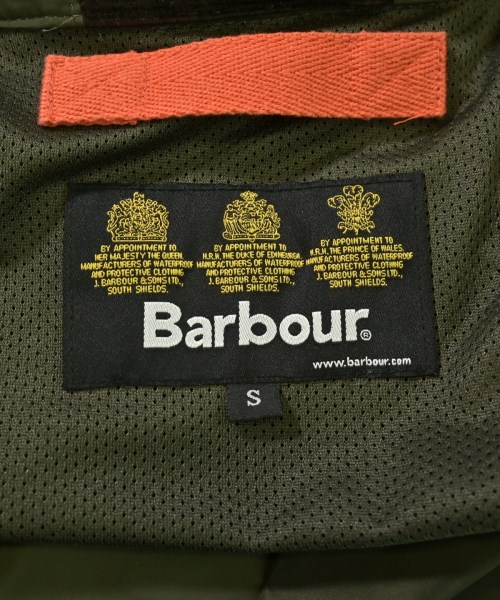 BY APPOINTMENT TO
HER MAJESTY THE QUEEN
MANUFACTURERS OF WATERPROOF
AND PROTECTIVE CLOTHING
J. BARBOUR & SONS LTD.,
SOUTH SHIELDS.
BY APPOINTMENT TO
H.R.H. THE DUKE OF EDINBURGH,
MANUFACTURERS OF WATERPROOF
AND PROTECTIVE CLOTHING
J. BARBOUR & SONS LTD.,
SOUTH SHIELDS.
BY APPOINTMENT TO
H.R.H. THE PRINCE OF WALES,
MANUFACTURERS OF WATERPROOF
AND PROTECTIVE CLOTHING
J. BARBOUR & SONS LTD.,
SOUTH SHIELDS.
Barbour®
www.barbour.com
S